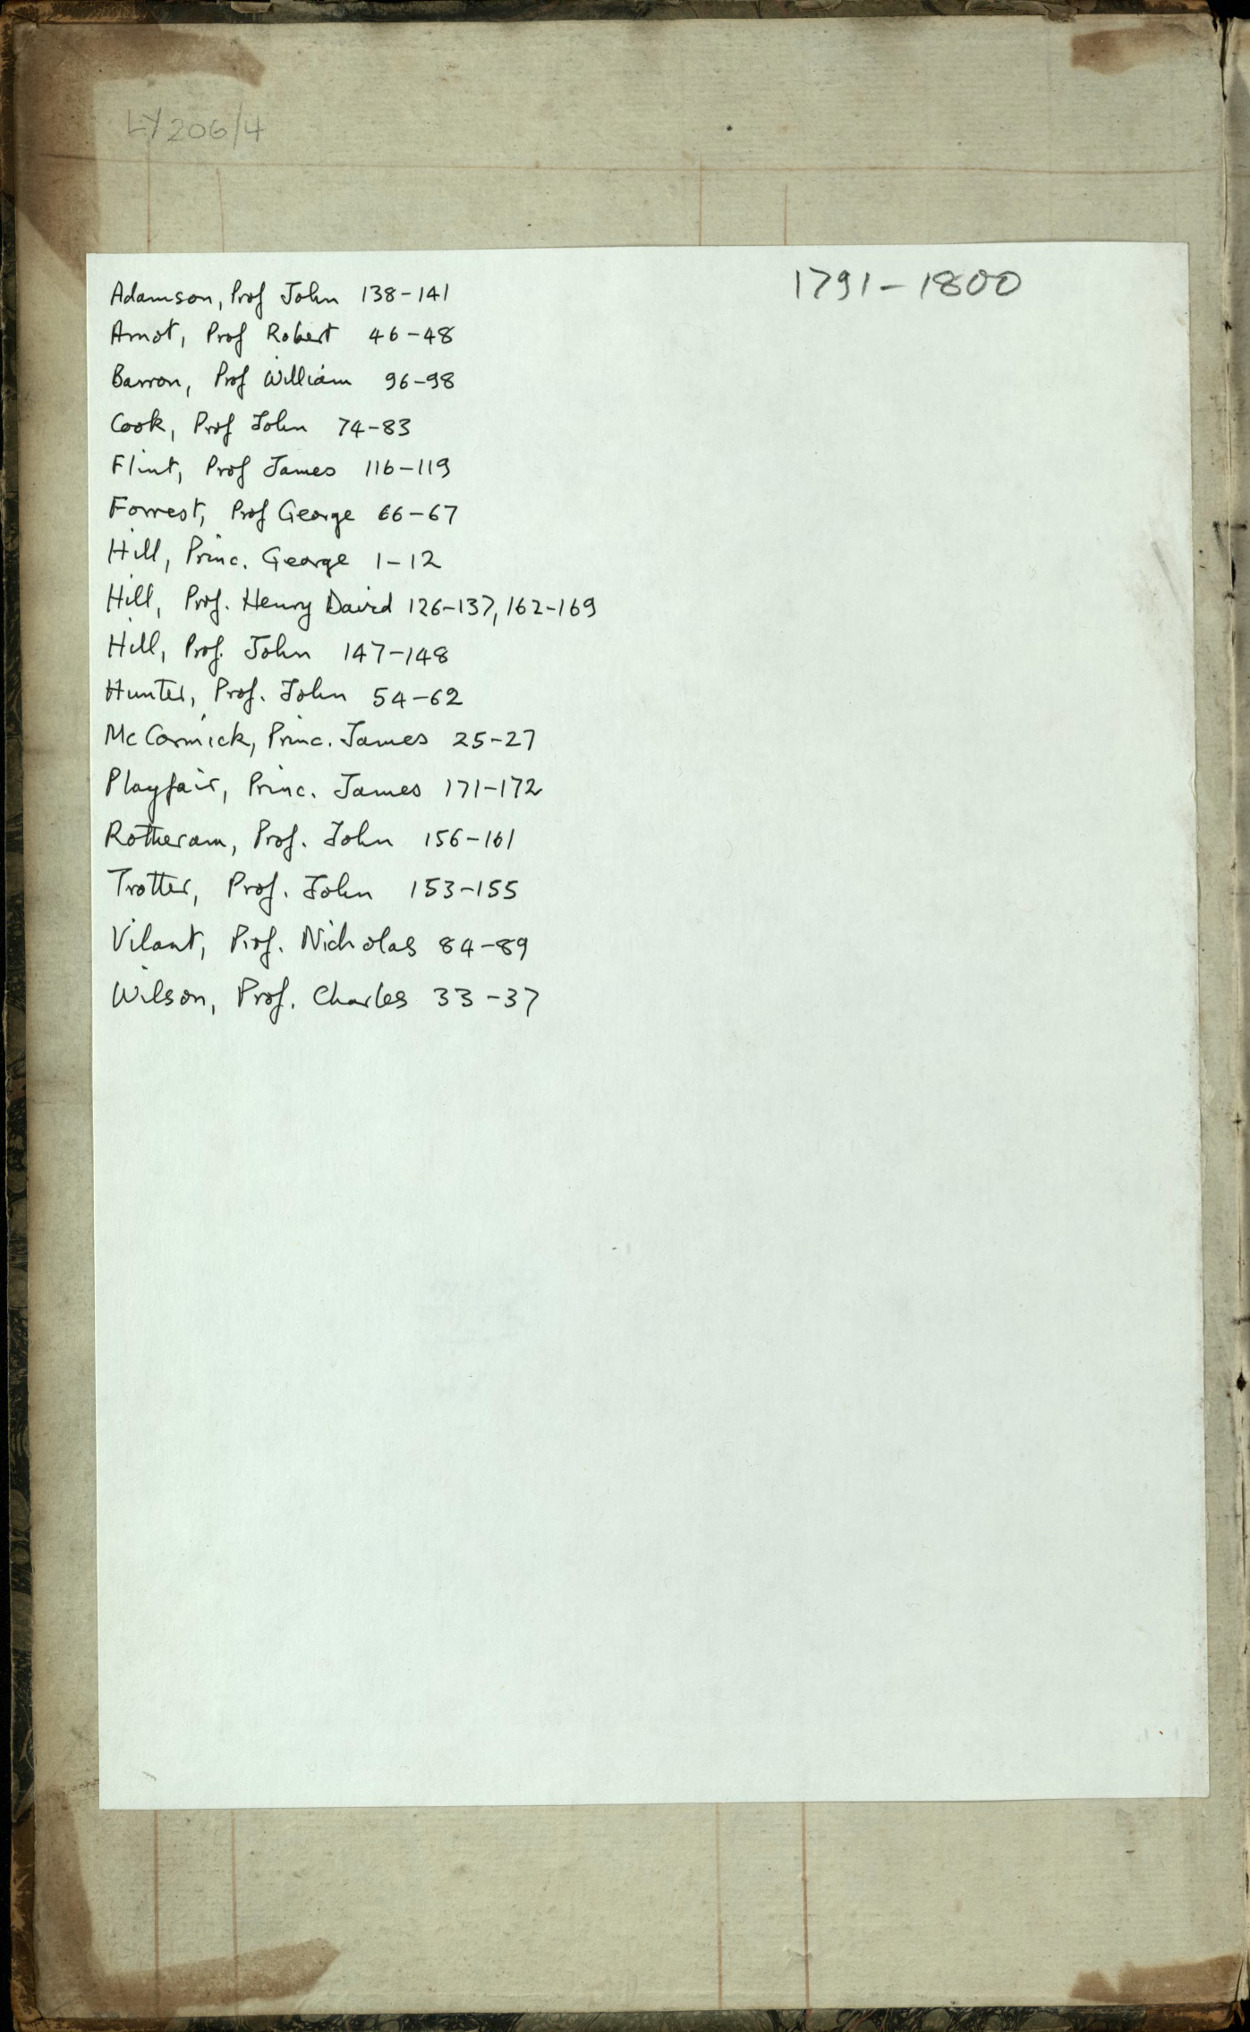 LY206/4
1791-1800
Adamson, Prof John 138-141
Arnot, Prof Robert 46-48
Barron, Prof William 96-98
Cook, Prof John 74-83
Flint, Prof James 116-119
Forrest, Prof George 66-67
Hill, Princ. George 1-12
Hill, Prof. Henry David 126-137, 162-169
Hill, Prof. John 147-148
Hunter, Prof. John 54-62
McCormick, Princ. James 25-27
Playfair, Princ. James 171-172
Rotheram, Prof. John 156-161
Trotter, Prof. John 153-155
Vilant, Prof. Nicholas 84-89
Wilson, Prof. Charles 33-37